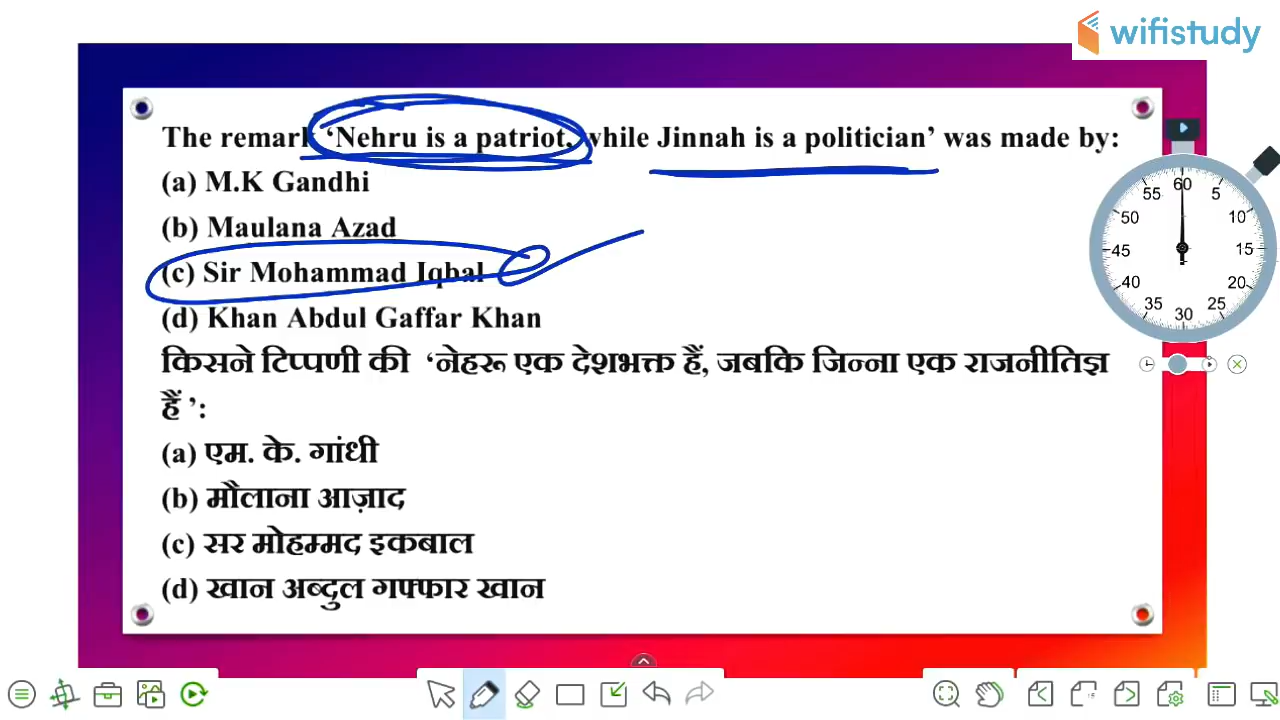 wifistudy
The remark ‘Nehru is a patriot, while Jinnah is a politician’ was made by:
(a) M.K Gandhi
(b) Maulana Azad
(c) Sir Mohammad Iqbal
(d) Khan Abdul Gaffar Khan
किसने टिप्पणी की ‘नेहरू एक देशभक्त हैं, जबकि जिन्ना एक राजनीतिज्ञ
हैं ’:
(a) एम. के. गांधी
(b) मौलाना आज़ाद
(c) सर मोहम्मद इकबाल
(d) खान अब्दुल गफ्फार खान
60
55 5
50 10
45 15
40 20
35 25
30